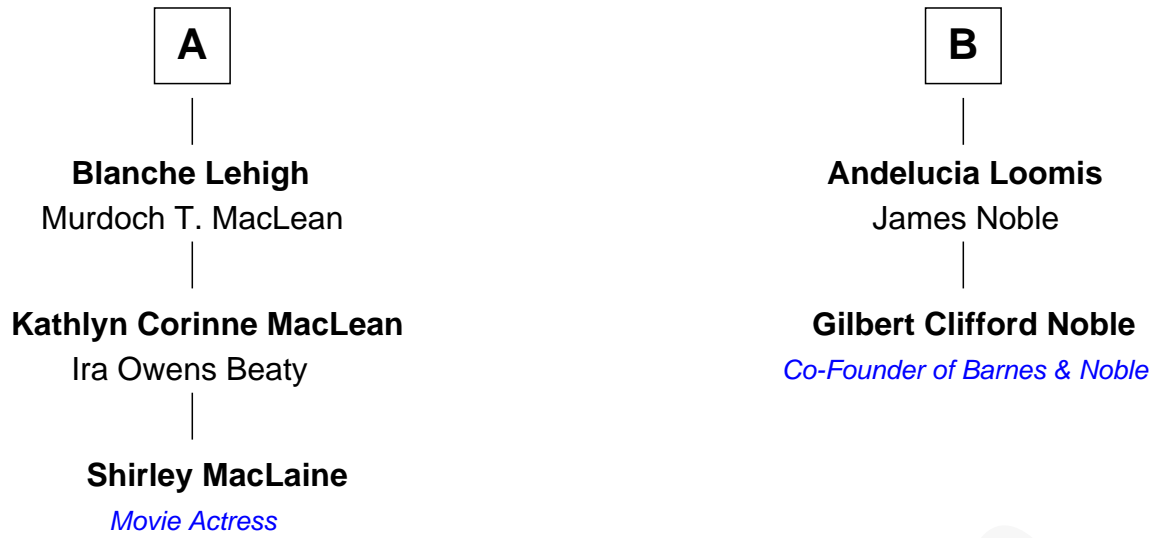 A
Blanche Lehigh
Murdoch T. MacLean
Kathlyn Corinne MacLean
Ira Owens Beaty
Shirley MacLaine
Movie Actress
B
Andelucia Loomis
James Noble
Gilbert Clifford Noble
Co-Founder of Barnes & Noble